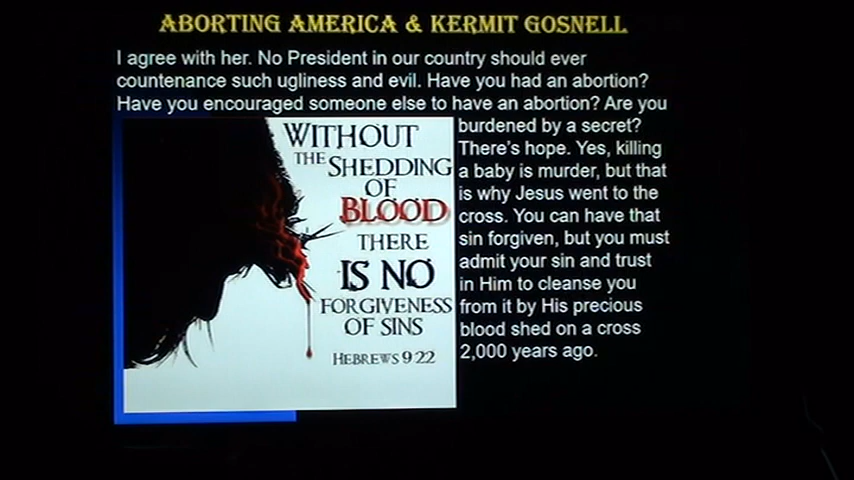 ABORTING AMERICA & KERMIT GOSNELL
I agree with her. No President in our country should ever
countenance such ugliness and evil. Have you had an abortion?
Have you encouraged someone else to have an abortion? Are you
burdened by a secret?
There's hope. Yes, killing
a baby is murder, but that
is why Jesus went to the
cross. You can have that
sin forgiven, but you must
admit your sin and trust
in Him to cleanse you
from it by His precious
blood shed on a cross
2,000 years ago.
WITHOUT
THE SHEDDING
OF
BLOOD
THERE
IS NO
FORGIVENESS
OF SINS
HEBREWS 9:22